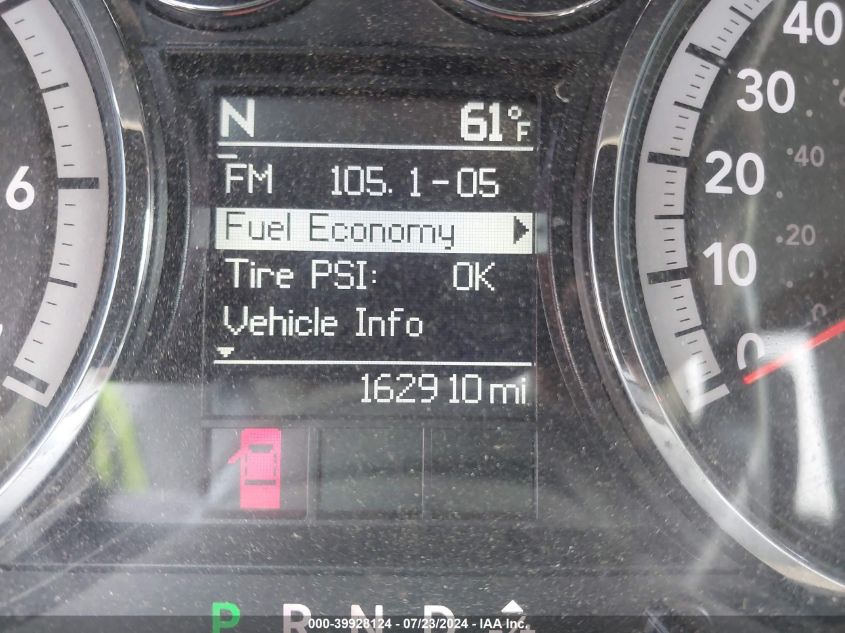 N 61°F
FM 105.1-05
Fuel Economy
Tire PSI: OK
Vehicle Info
162910 mi
6
40
30
20
10
0
40
20
0
P R N D
000-39928124 - 07/23/2024 - IAA Inc.